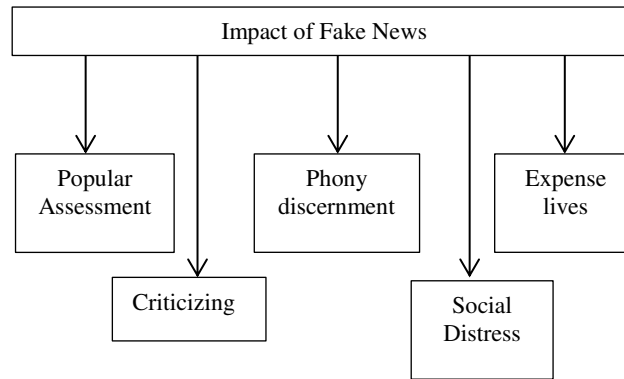 Impact of Fake News
Popular
Assessment
Phony
discernment
Expense
lives
Criticizing
Social
Distress